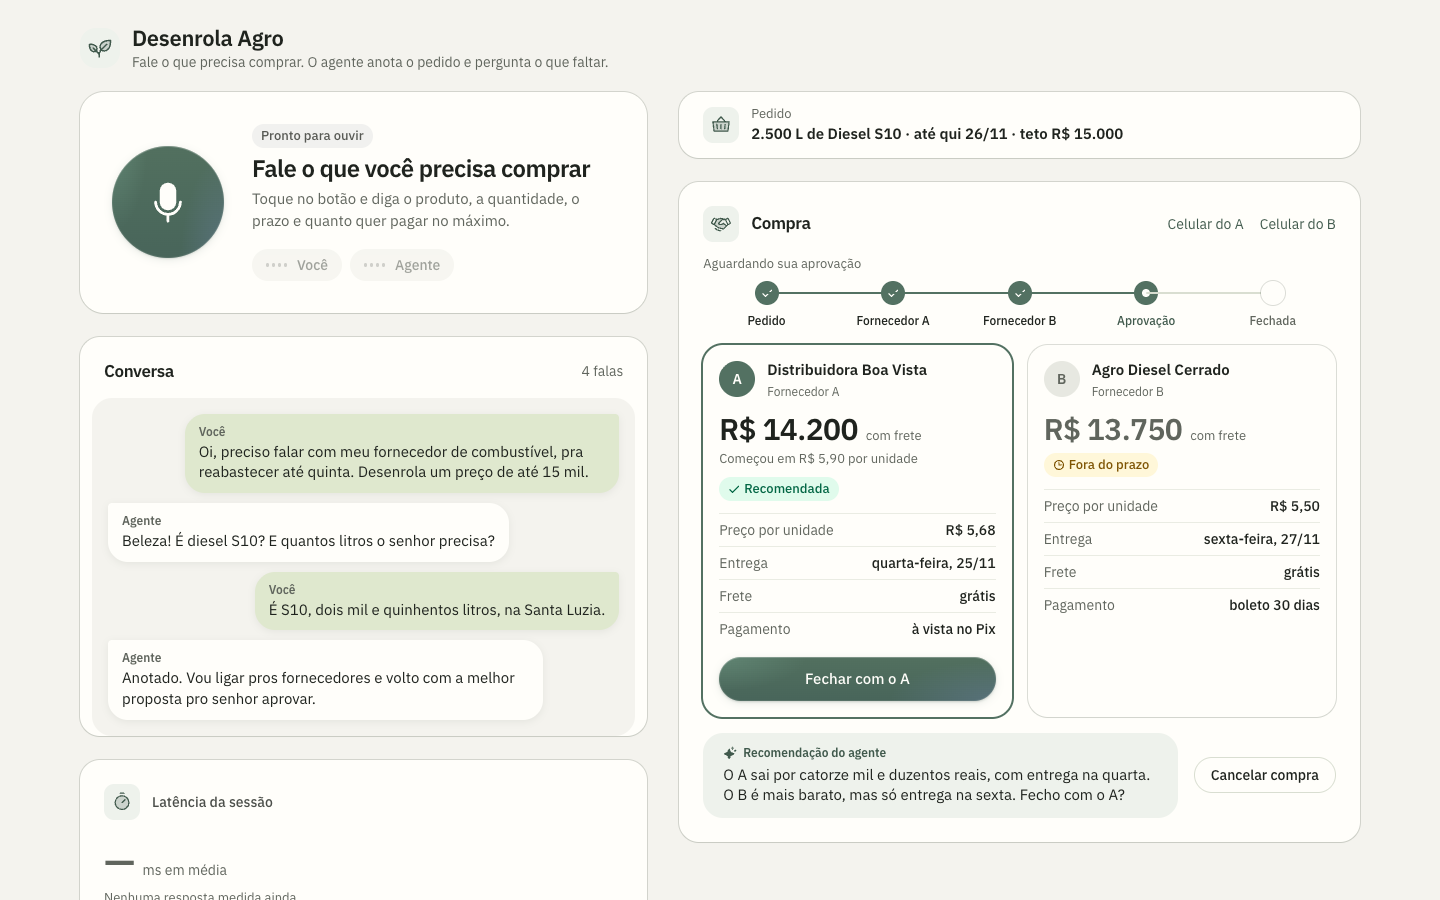 Desenrola Agro
Fale o que precisa comprar. O agente anota o pedido e pergunta o que faltar.
Pronto para ouvir
Fale o que você precisa comprar
Toque no botão e diga o produto, a quantidade, o
prazo e quanto quer pagar no máximo.
Você
Agente
Conversa
4 falas
Você
Oi, preciso falar com meu fornecedor de combustível, pra
reabastecer até quinta. Desenrola um preço de até 15 mil.
Agente
Beleza! É diesel S10? E quantos litros o senhor precisa?
Você
É S10, dois mil e quinhentos litros, na Santa Luzia.
Agente
Anotado. Vou ligar pros fornecedores e volto com a melhor
proposta pro senhor aprovar.
Latência da sessão
— ms em média
Nenhuma resposta medida ainda
Pedido
2.500 L de Diesel S10 · até qui 26/11 · teto R$ 15.000
Compra
Celular do A
Celular do B
Aguardando sua aprovação
Pedido
Fornecedor A
Fornecedor B
Aprovação
Fechada
A
Distribuidora Boa Vista
Fornecedor A
R$ 14.200 com frete
Começou em R$ 5,90 por unidade
Recomendada
Preço por unidade R$ 5,68
Entrega quarta-feira, 25/11
Frete grátis
Pagamento à vista no Pix
Fechar com o A
B
Agro Diesel Cerrado
Fornecedor B
R$ 13.750 com frete
Fora do prazo
Preço por unidade R$ 5,50
Entrega sexta-feira, 27/11
Frete grátis
Pagamento boleto 30 dias
Recomendação do agente
O A sai por catorze mil e duzentos reais, com entrega na quarta.
O B é mais barato, mas só entrega na sexta. Fecho com o A?
Cancelar compra